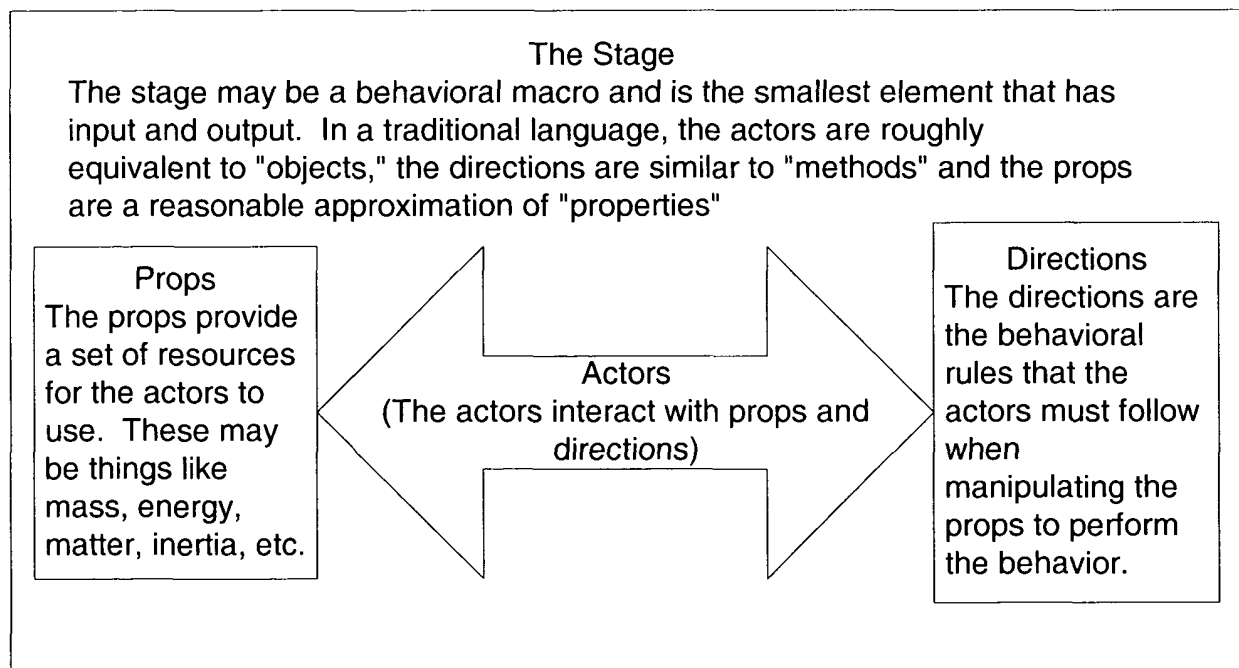 The Stage
The stage may be a behavioral macro and is the smallest element that has
input and output. In a traditional language, the actors are roughly
equivalent to "objects," the directions are similar to "methods" and the props
are a reasonable approximation of "properties"
Props
The props provide
a set of resources
for the actors to
use. These may
be things like
mass, energy,
matter, inertia, etc.
Actors
(The actors interact with props and
directions)
Directions
The directions are
the behavioral
rules that the
actors must follow
when
manipulating the
props to perform
the behavior.